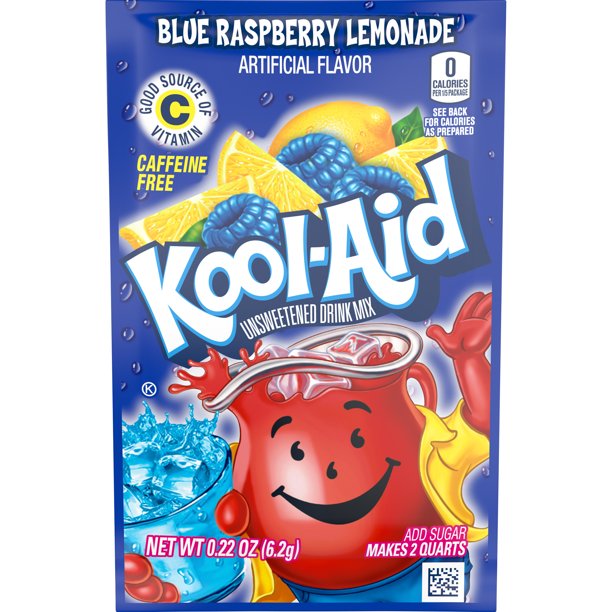 BLUE RASPBERRY LEMONADE
ARTIFICIAL FLAVOR
GOOD SOURCE OF
C
VITAMIN
CAFFEINE
FREE
0
CALORIES
PER 1/5 PACKAGE
SEE BACK
FOR CALORIES
AS PREPARED
Kool-Aid
UNSWEETENED DRINK MIX
K
NET WT 0.22 OZ (6.2g)
ADD SUGAR
MAKES 2 QUARTS